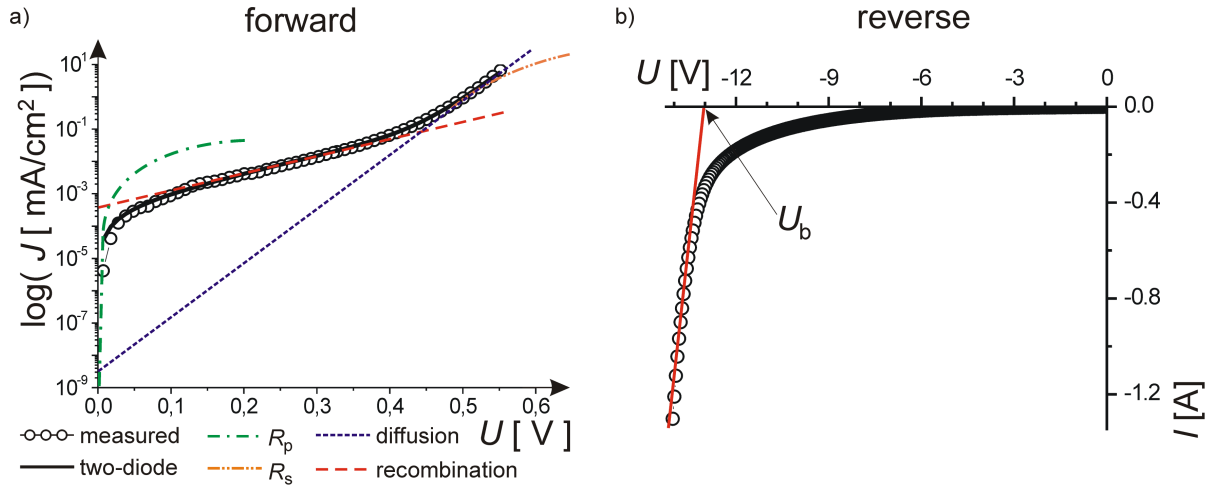 a)
forward
log( J [ mA/cm²])
10¹
10⁻¹
10⁻³
10⁻⁵
10⁻⁷
10⁻⁹
0,0 0,1 0,2 0,3 0,4 0,5 0,6
U [ V ]
measured
two-diode
Rp
Rs
diffusion
recombination
b)
reverse
U [V] -12 -9 -6 -3 0
0.0
-0.4
-0.8
-1.2
I [A]
Ub